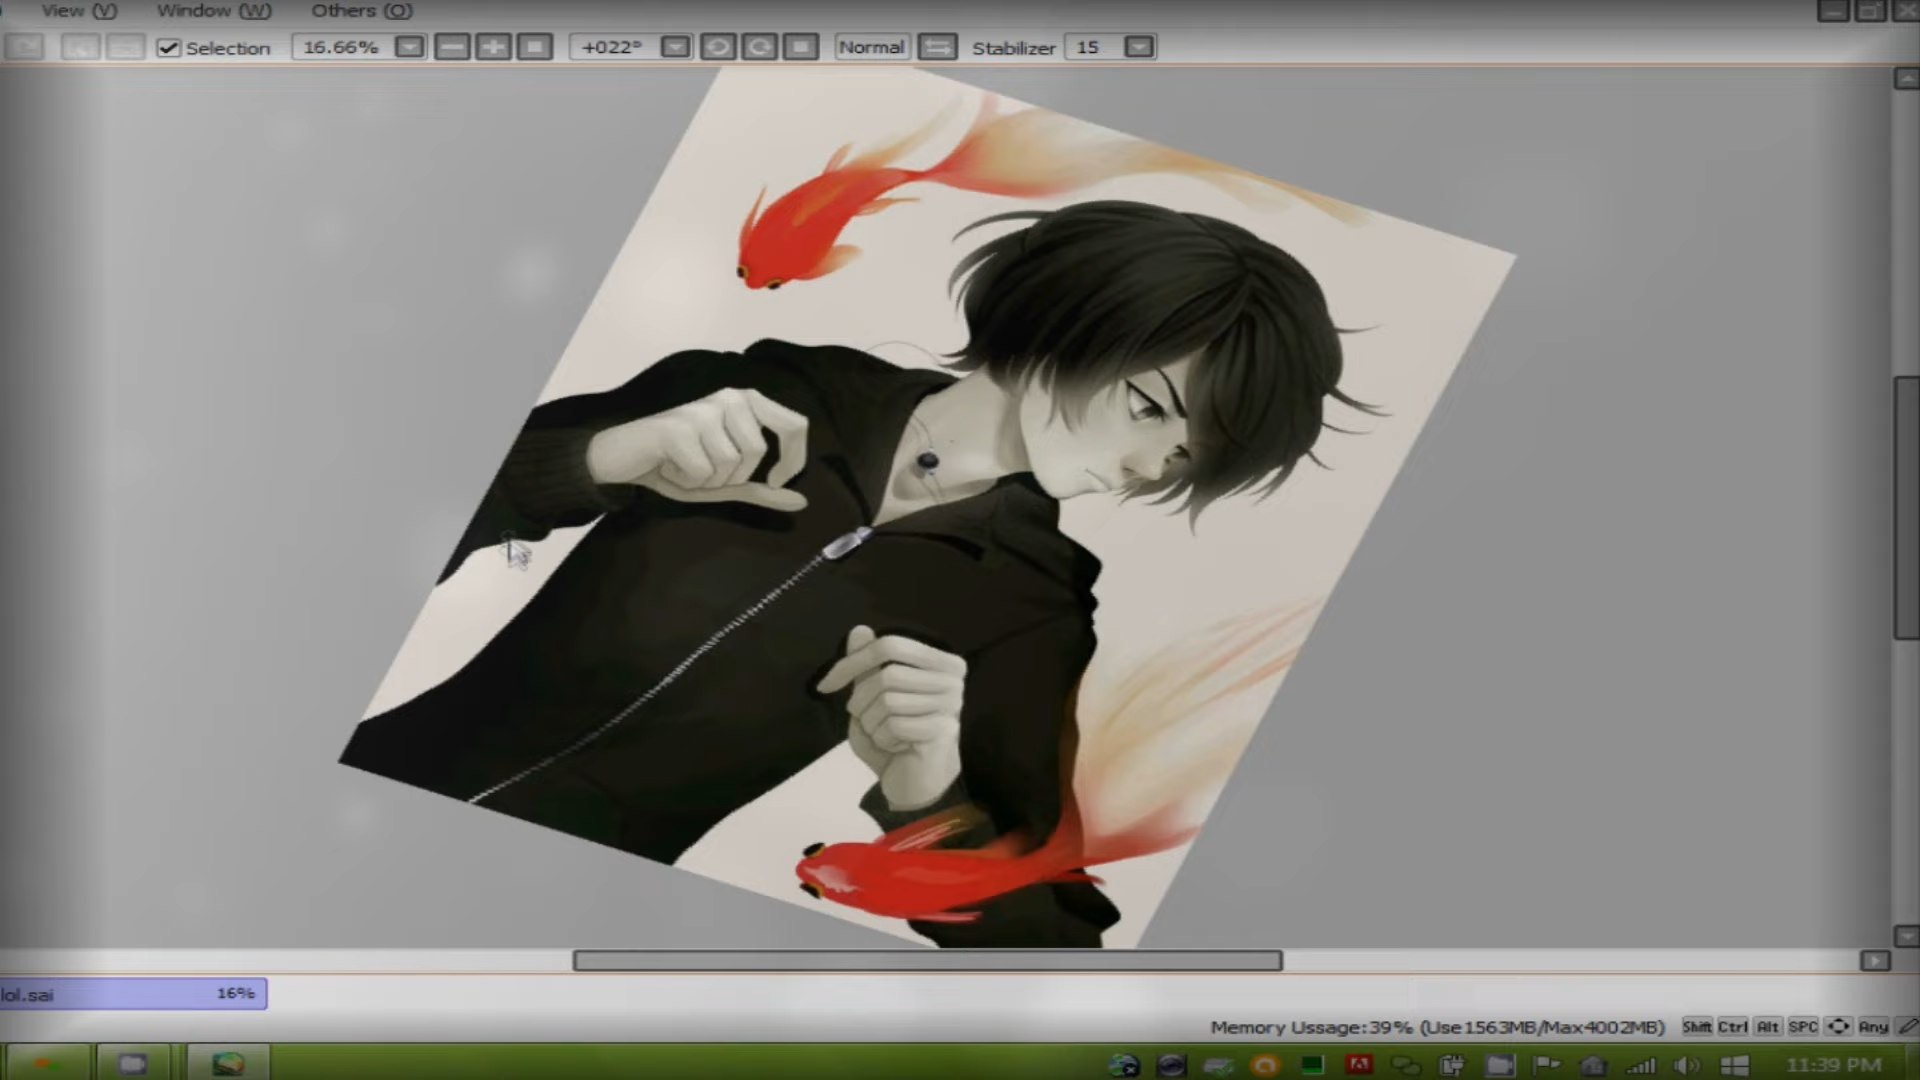 View (V) Window (W) Others (O)
Selection 16.66% +022° Normal Stabilizer 15
lol.sai 16%
Memory Ussage:39% (Use1563MB/Max4002MB) Shift Ctrl Alt SPC Any
11:39 PM